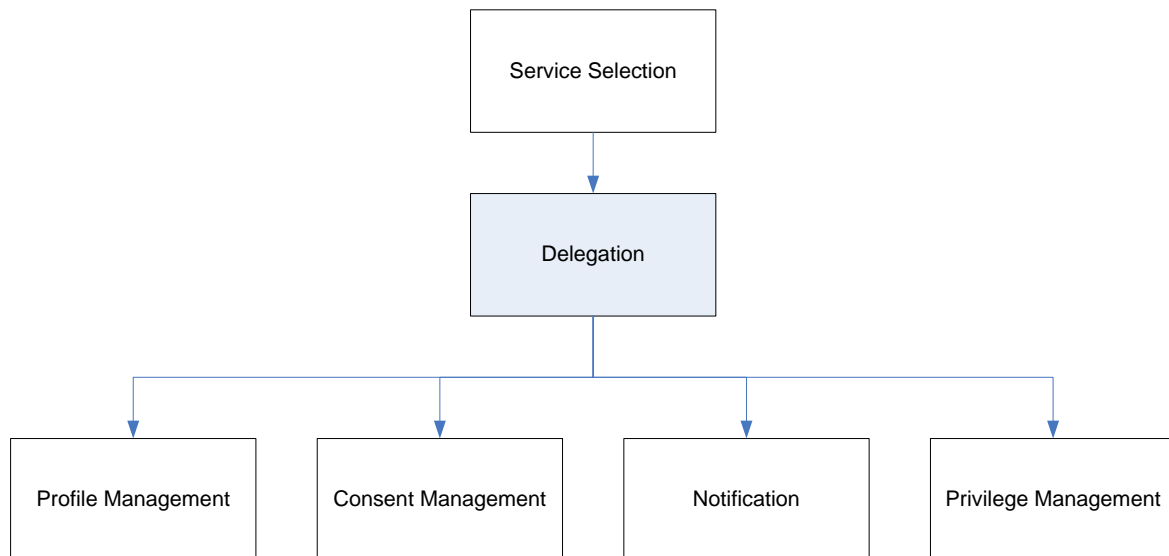 Service Selection
Delegation
Profile Management
Consent Management
Notification
Privilege Management